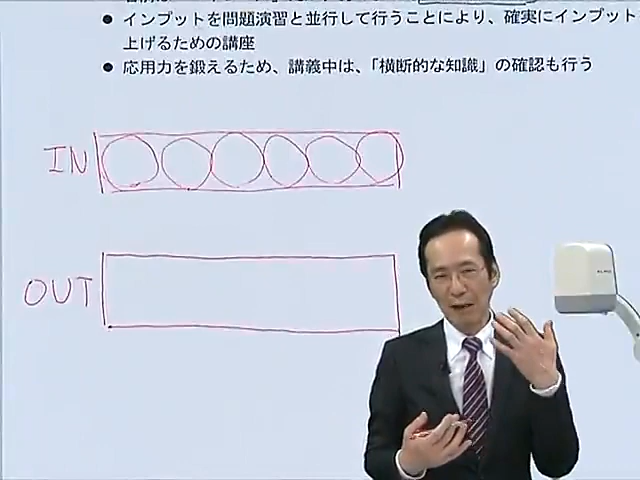 ● インプットを問題演習と並行して行うことにより、確実にインプット
上げるための講座
● 応用力を鍛えるため、講義中は、「横断的な知識」の確認も行う
IN
OUT